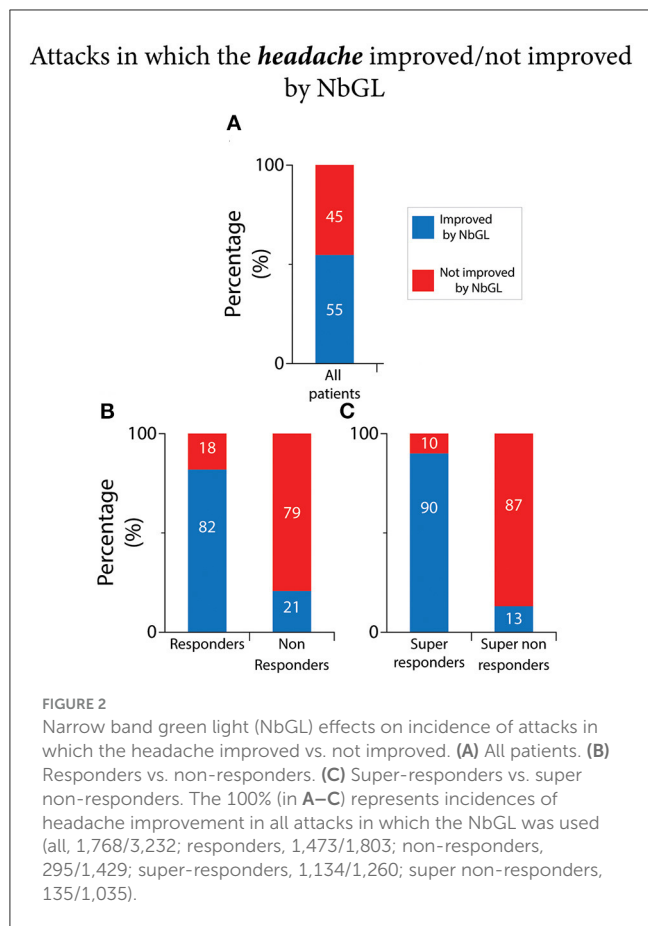 Attacks in which the headache improved/not improved
by NbGL
A
100
Percentage
(%)
45
55
0
All
patients
Improved
by NbGL
Not improved
by NbGL
B
100
Percentage
(%)
18
82
79
21
0
Responders
Non
Responders
C
100
10
90
87
13
0
Super
responders
Super non
responders
FIGURE 2
Narrow band green light (NbGL) effects on incidence of attacks in
which the headache improved vs. not improved. (A) All patients. (B)
Responders vs. non-responders. (C) Super-responders vs. super
non-responders. The 100% (in A–C) represents incidences of
headache improvement in all attacks in which the NbGL was used
(all, 1,768/3,232; responders, 1,473/1,803; non-responders,
295/1,429; super-responders, 1,134/1,260; super non-responders,
135/1,035).